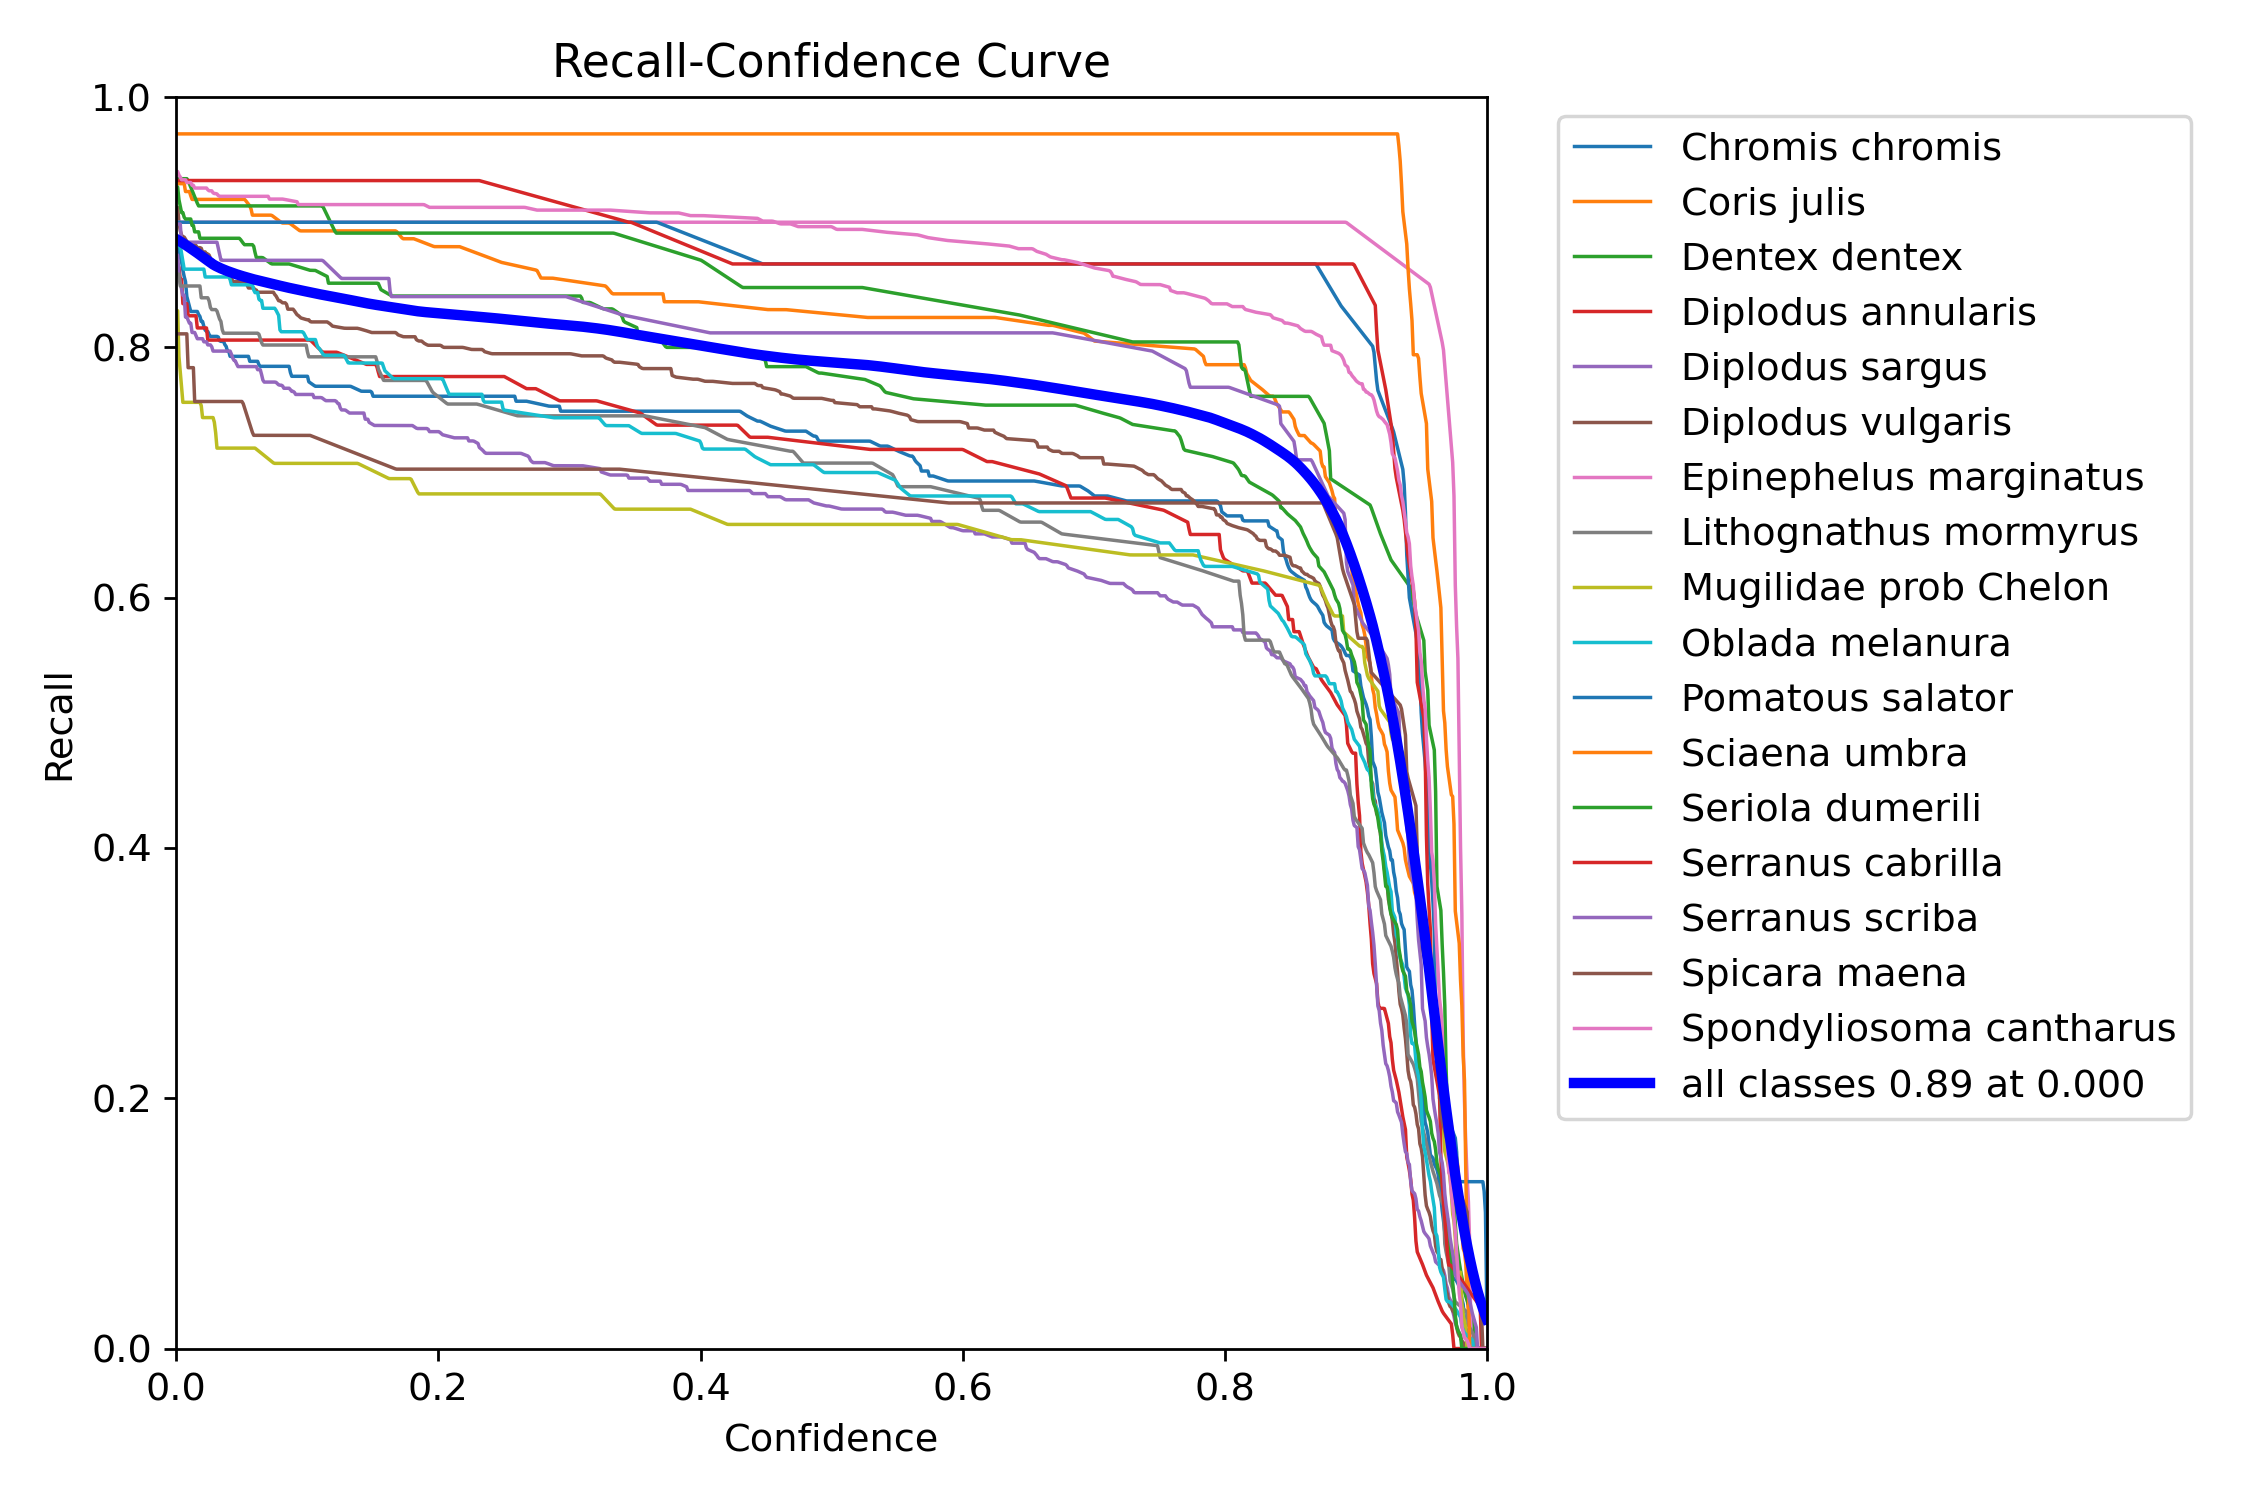 Recall-Confidence Curve
1.0
0.8
0.6
0.4
0.2
0.0
Recall
0.0 0.2 0.4 0.6 0.8 1.0
Confidence
Chromis chromis
Coris julis
Dentex dentex
Diplodus annularis
Diplodus sargus
Diplodus vulgaris
Epinephelus marginatus
Lithognathus mormyrus
Mugilidae prob Chelon
Oblada melanura
Pomatous salator
Sciaena umbra
Seriola dumerili
Serranus cabrilla
Serranus scriba
Spicara maena
Spondyliosoma cantharus
all classes 0.89 at 0.000